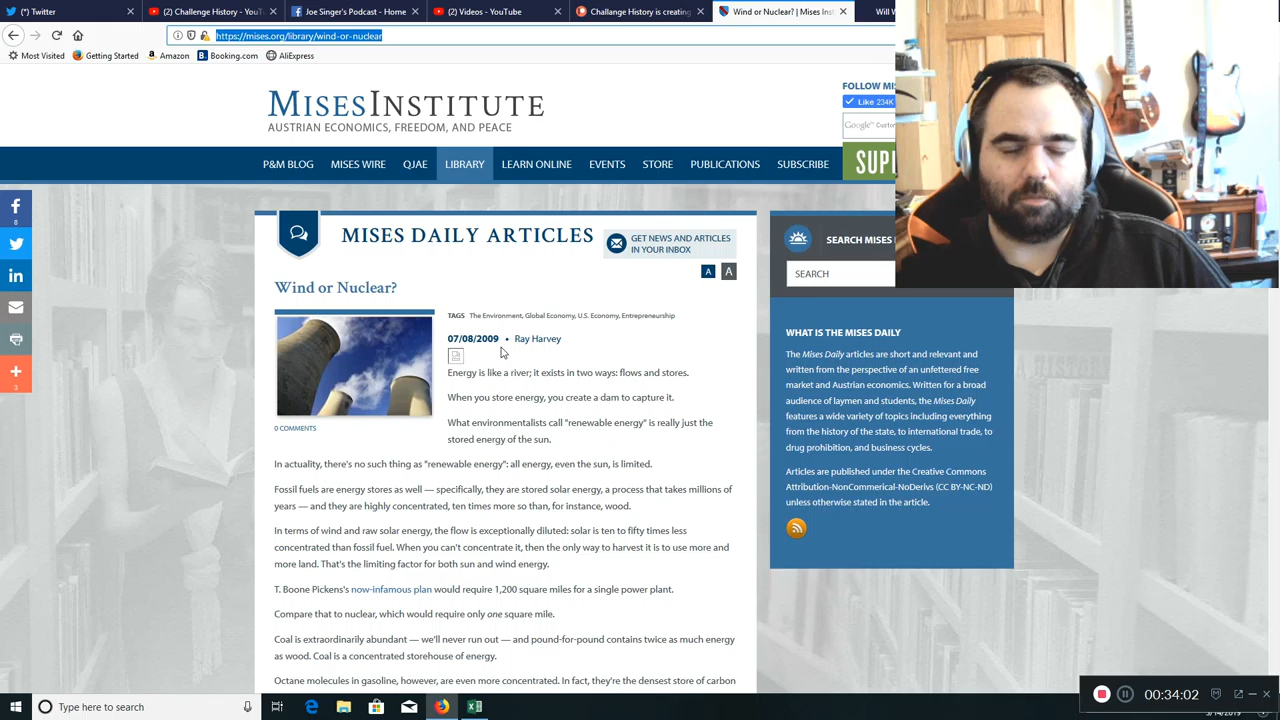 (2) Twitter
(2) Challenge History - YouT
Joe Singer's Podcast - Home
(2) Videos - YouTube
Challange History is creating
Wind or Nuclear? | Mises Ins
Will W
https://mises.org/library/wind-or-nuclear
Most Visited Getting Started Amazon Booking.com AliExpress
MISESINSTITUTE
AUSTRIAN ECONOMICS, FREEDOM, AND PEACE
FOLLOW MI
Like 234K
Google™ Custo
SUP
P&M BLOG MISES WIRE QJAE LIBRARY LEARN ONLINE EVENTS STORE PUBLICATIONS SUBSCRIBE
8
3
MISES DAILY ARTICLES
GET NEWS AND ARTICLES
IN YOUR INBOX
A A
Wind or Nuclear?
TAGS The Environment, Global Economy, U.S. Economy, Entrepreneurship
07/08/2009 • Ray Harvey
0 COMMENTS
Energy is like a river; it exists in two ways: flows and stores.
When you store energy, you create a dam to capture it.
What environmentalists call "renewable energy" is really just the
stored energy of the sun.
In actuality, there's no such thing as "renewable energy": all energy, even the sun, is limited.
Fossil fuels are energy stores as well — specifically, they are stored solar energy, a process that takes millions of
years — and they are highly concentrated, ten times more so than, for instance, wood.
In terms of wind and raw solar energy, the flow is exceptionally diluted: solar is ten to fifty times less
concentrated than fossil fuel. When you can't concentrate it, then the only way to harvest it is to use more and
more land. That's the limiting factor for both sun and wind energy.
T. Boone Pickens's now-infamous plan would require 1,200 square miles for a single power plant.
Compare that to nuclear, which would require only one square mile.
Coal is extraordinarily abundant — we'll never run out — and pound-for-pound contains twice as much energy
as wood. Coal is a concentrated storehouse of energy.
Octane molecules in gasoline, however, are even more concentrated. In fact, they're the densest store of carbon
SEARCH MISES
SEARCH
WHAT IS THE MISES DAILY
The Mises Daily articles are short and relevant and
written from the perspective of an unfettered free
market and Austrian economics. Written for a broad
audience of laymen and students, the Mises Daily
features a wide variety of topics including everything
from the history of the state, to international trade, to
drug prohibition, and business cycles.
Articles are published under the Creative Commons
Attribution-NonCommerical-NoDerivs (CC BY-NC-ND)
unless otherwise stated in the article.
00:34:02
Type here to search
3/14/2019